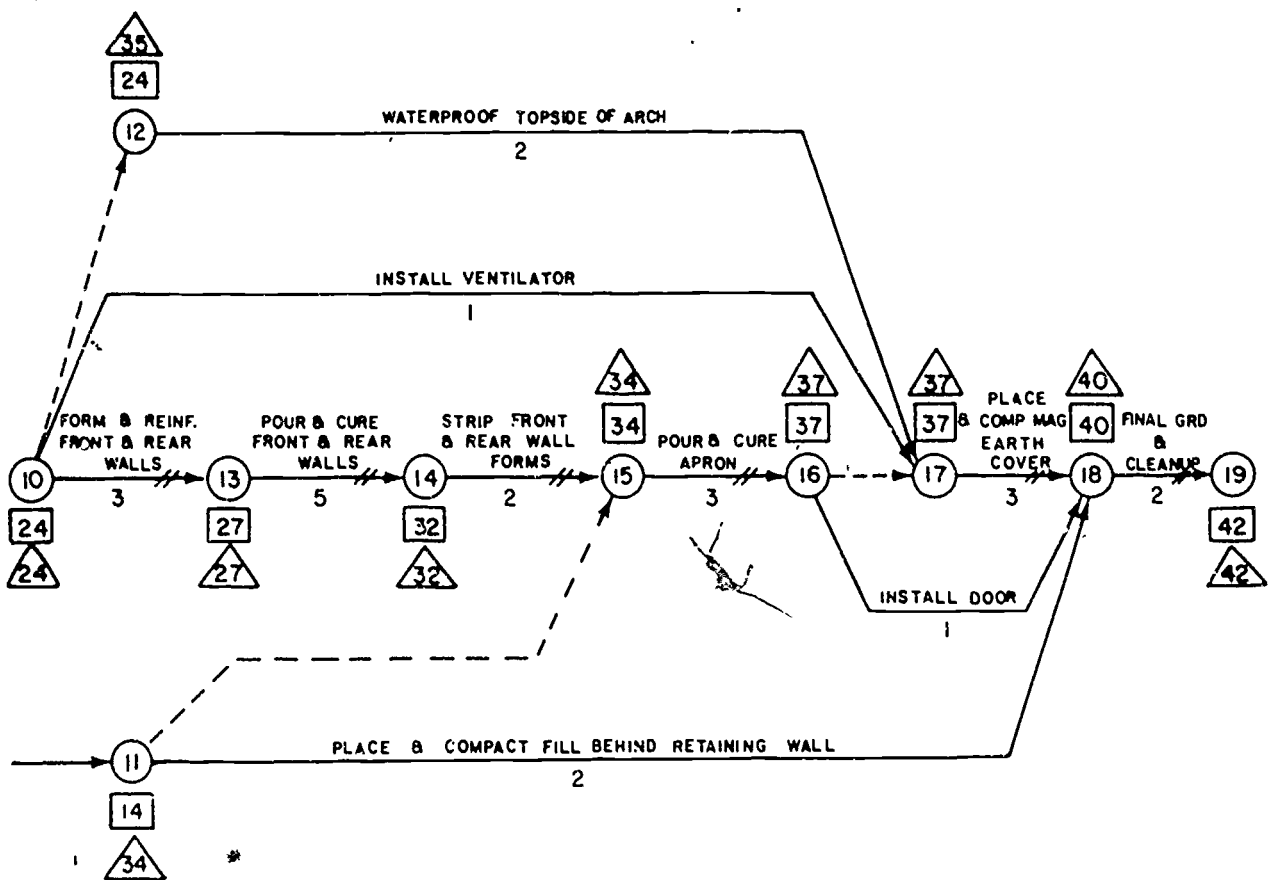 35
24
12
WATERPROOF TOPSIDE OF ARCH
2
INSTALL VENTILATOR
1
34
34
37
37
37
37
40
40
FORM & REINF.
FRONT & REAR
WALLS
POUR & CURE
FRONT & REAR
WALLS
STRIP FRONT
& REAR WALL
FORMS
POUR & CURE
APRON
PLACE
& COMP MAG
EARTH
COVER
FINAL GRD
&
CLEANUP
10
3
13
5
14
2
15
3
16
17
3
18
2
19
24
24
27
27
32
32
42
42
INSTALL DOOR
1
11
PLACE & COMPACT FILL BEHIND RETAINING WALL
2
14
34